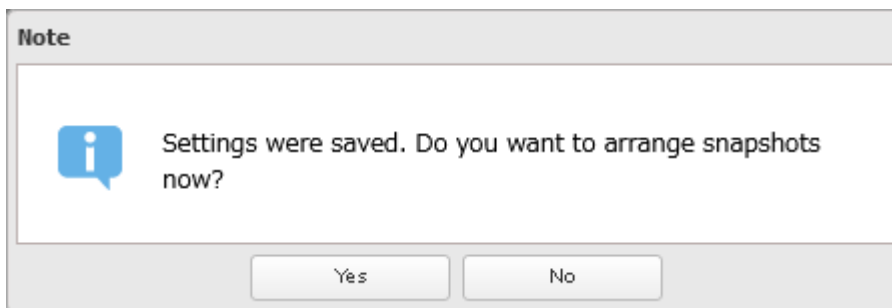 Note
Settings were saved. Do you want to arrange snapshots
now?
Yes
No